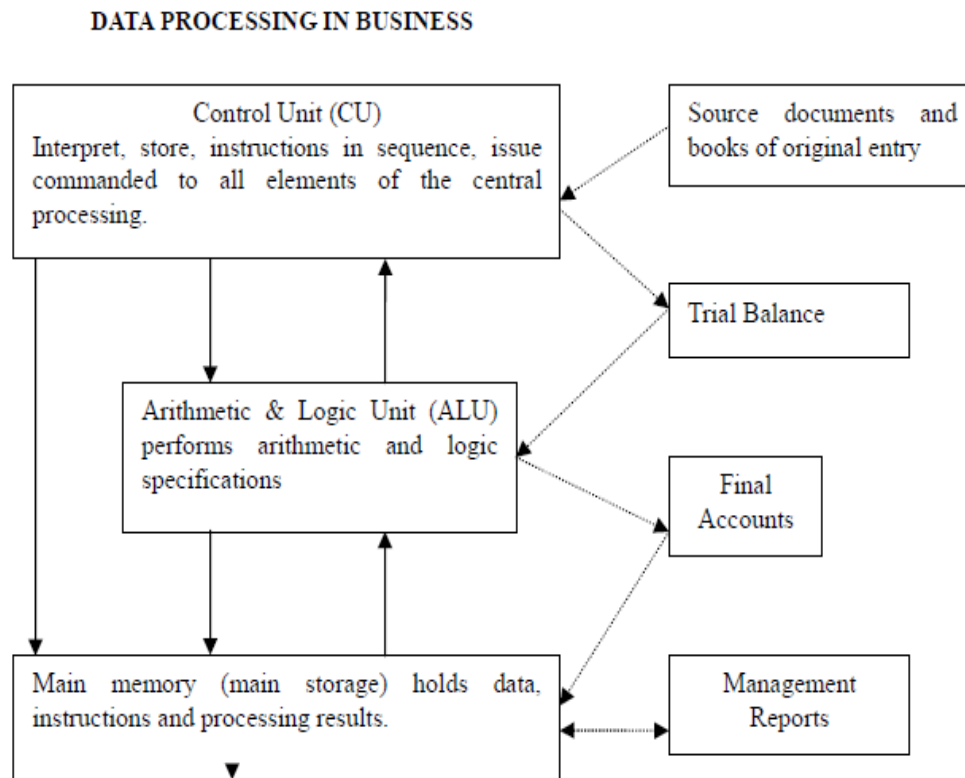 DATA PROCESSING IN BUSINESS
Control Unit (CU)
Interpret, store, instructions in sequence, issue
commanded to all elements of the central
processing.
Source documents and
books of original entry
Trial Balance
Arithmetic & Logic Unit (ALU)
performs arithmetic and logic
specifications
Final
Accounts
Main memory (main storage) holds data,
instructions and processing results.
Management
Reports